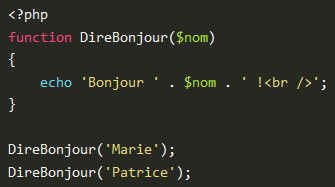 <?php
function DireBonjour($nom)
{
    echo 'Bonjour ' . $nom . ' !<br />';
}

DireBonjour('Marie');
DireBonjour('Patrice');